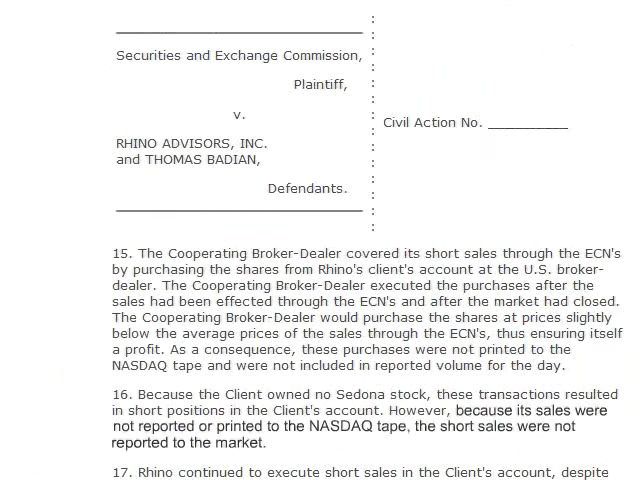 Securities and Exchange Commission,
Plaintiff,
v.
Civil Action No. ___________
RHINO ADVISORS, INC.
and THOMAS BADIAN,
Defendants.
15. The Cooperating Broker-Dealer covered its short sales through the ECN's
by purchasing the shares from Rhino's client's account at the U.S. broker-
dealer. The Cooperating Broker-Dealer executed the purchases after the
sales had been effected through the ECN's and after the market had closed.
The Cooperating Broker-Dealer would purchase the shares at prices slightly
below the average prices of the sales through the ECN's, thus ensuring itself
a profit. As a consequence, these purchases were not printed to the
NASDAQ tape and were not included in reported volume for the day.
16. Because the Client owned no Sedona stock, these transactions resulted
in short positions in the Client's account. However, because its sales were
not reported or printed to the NASDAQ tape, the short sales were not
reported to the market.
17. Rhino continued to execute short sales in the Client's account, despite